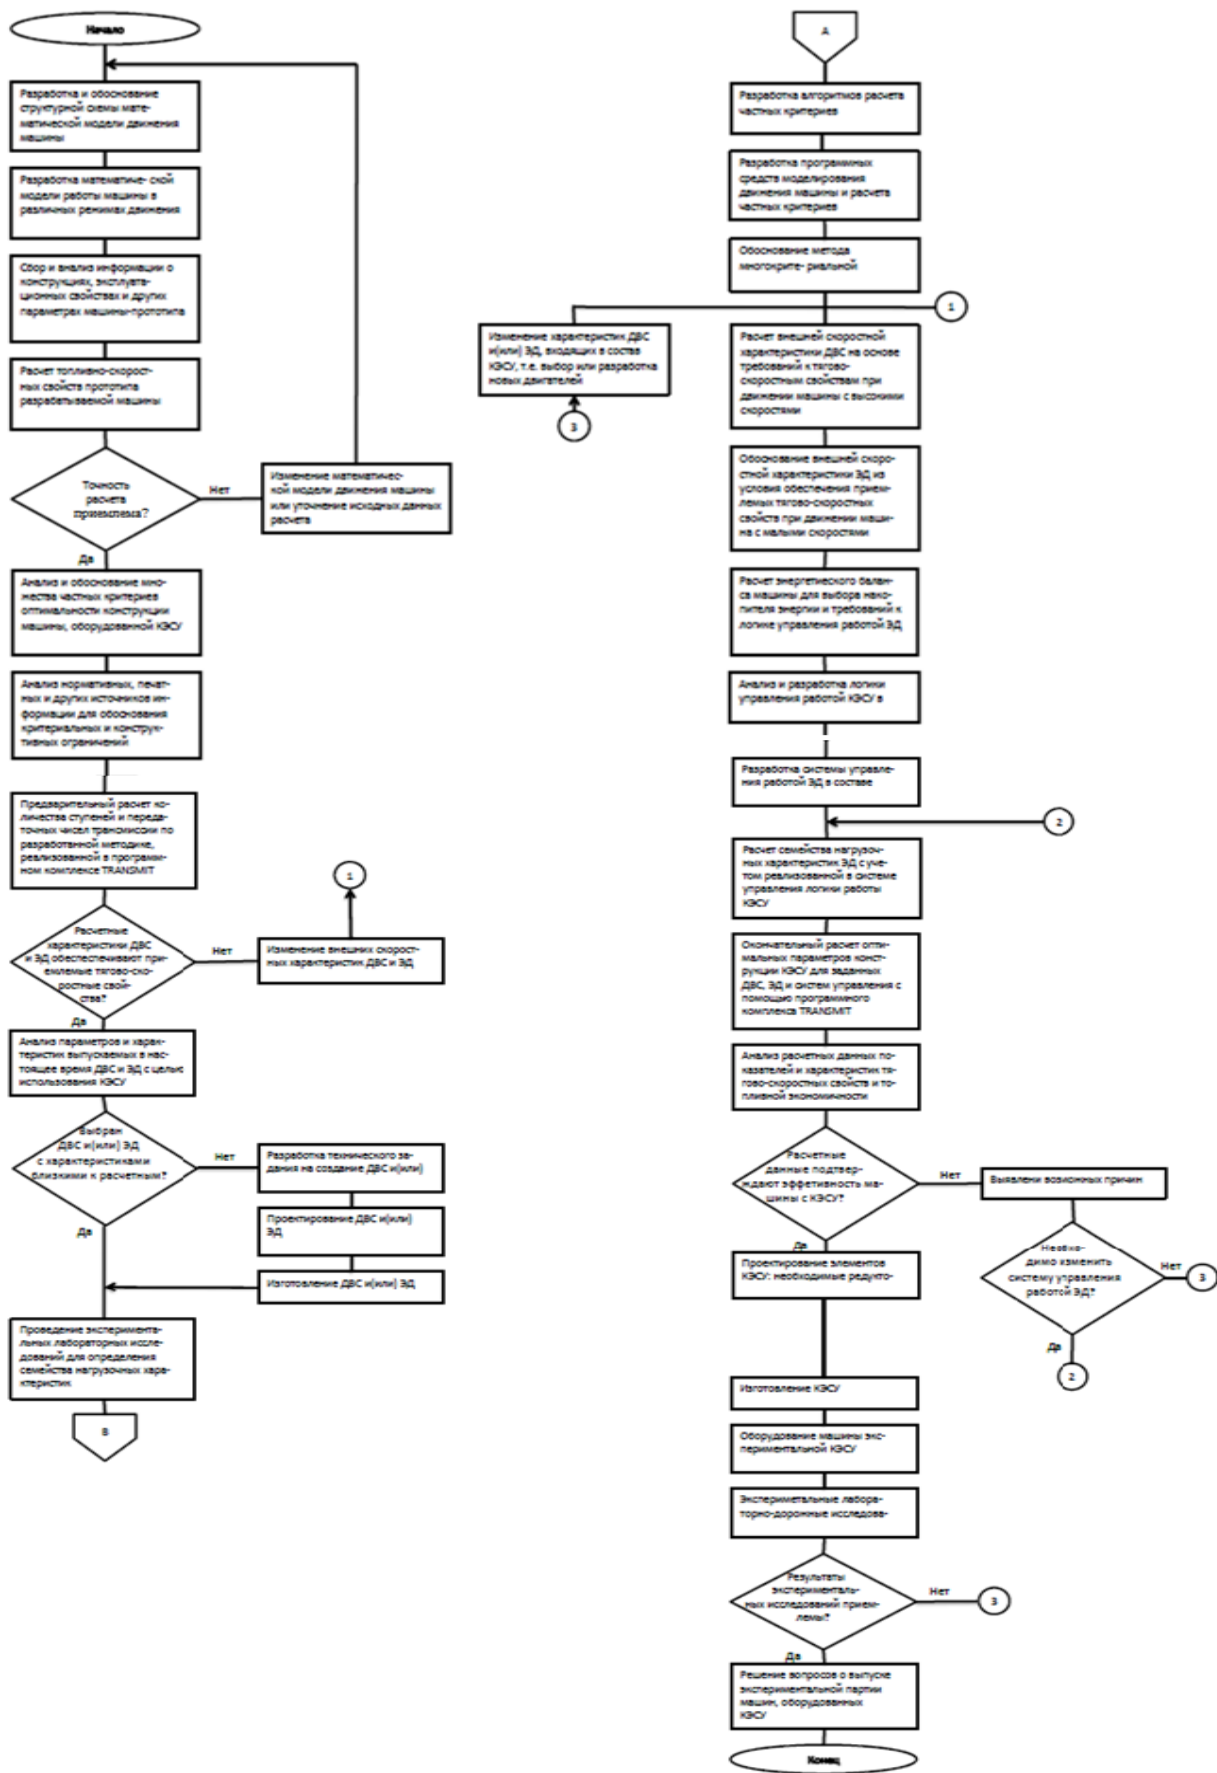 Начало
Разработка и обоснование
структурной схемы мате-
матической модели движения
машины
Разработка математиче- ской
модели работы машины в
различных режимах движения
Сбор и анализ информации о
конструкциях, эксплуата-
ционных свойствах и других
параметрах машины-прототипа
Расчет топливно-скорост-
ных свойств прототипа
разрабатываемой машины
Точность
расчета
приемлема?
Нет
Изменение математичес-
кой модели движения машины
или уточнение исходных данных
расчета
Да
Анализ и обоснование мно-
жества частных критериев
оптимальности конструкции
машины, оборудованной КЭСУ
Анализ нормативных, печат-
ных и других источников ин-
формации для обоснования
критериальных и конструк-
тивных ограничений
Предварительный расчет ко-
личества ступеней и переда-
точных чисел трансмиссии по
разработанной методике,
реализованной в программ-
ном комплексе TRANSMIT
1
Расчетные
характеристики ДВС
и ЭД обеспеспечивают при-
емлемые тягово-ско-
ростные свой-
ства?
Нет
Изменение внешних скорост-
ных характеристик ДВС и ЭД
Да
Анализ параметров и харак-
теристик выпускаемых в нас-
тоящее время ДВС и ЭД с целью
использования КЭСУ
Выбран
ДВС и(или) ЭД
с характеристиками
близкими к расчетным?
Нет
Разработка технического за-
дания на создание ДВС и(или)
Проектирование ДВС и(или)
ЭД
Изготовление ДВС и(или) ЭД
Да
Проведение эксперимента-
льных лабораторных иссле-
дований для определения
семейства нагрузочных харак-
теристик
В
А
Разработка алгоритмов расчета
частных критериев
Разработка программных
средств моделирования
движения машины и расчета
частных критериев
Обоснование метода
многокрите- риальной
1
Изменение характеристик ДВС
и(или) ЭД, входящих в состав
КЭСУ, т.е. выбор или разработка
новых двигателей
3
Расчет внешней скоростной
характеристики ДВС на основе
требований к тягово-
скоростным свойствам при
движении машины с высокими
скоростями
Обоснование внешней скоро-
стной характеристики ЭД из
условия обеспечения прием-
лемых тягово-скоростных
свойств при движении маши-
на с малыми скоростями
Расчет энергетиеского балан-
са машины для выбора нако-
пителя энергии и требований к
логике управления работой ЭД
Анализ и разработка логики
управления работой КЭСУ в
Разработка системы управле-
ния работой ЭД в составе
2
Расчет семейства нагрузоч-
ных характеристик ЭД с уче-
том реализованной в системе
управления логики работы
КЭСУ
Окончательный расчет опти-
мальных параметров конст-
рукции КЭСУ для заданных
ДВС, ЭД и систем управления с
помощью программного
комплекса TRANSMIT
Анализ расчетных данных по-
казателей и характеристик тя-
гово-скоростных свойств и то-
пливной экономичности
Расчетные
данные подтвер-
ждают эффетивность ма-
шины с КЭСУ?
Нет
Выявлени возможных причин
Необхо-
димо изменить
систему управления
работой ЭД?
Нет
3
Да
2
Да
Проектирование элементов
КЭСУ: необходимые редукто-
Изготовление КЭСУ
Оборудование машины экс-
периментальной КЭСУ
Экспериметальные лабора-
торно-дорожные исследова-
Результаты
эксперименталь-
ных исследований прием-
лемы?
Нет
3
Да
Решение вопросов о выпуске
экспериментальной партии
машин, оборудованных
КЭСУ
Конец